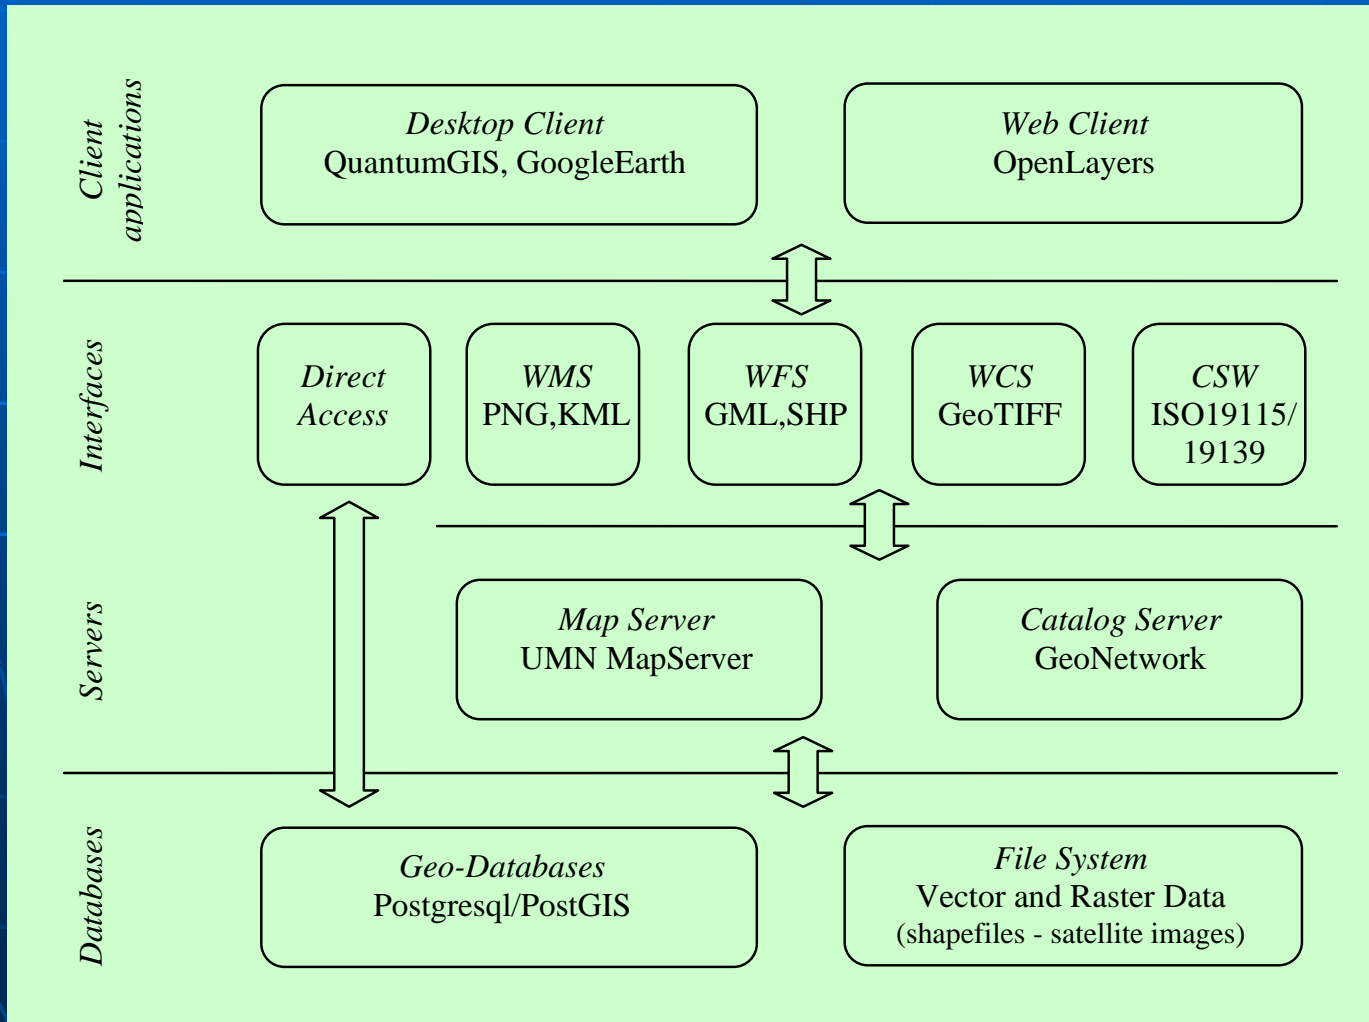 Client
applications
Desktop Client
QuantumGIS, GoogleEarth
Web Client
OpenLayers
Interfaces
Direct
Access
WMS
PNG,KML
WFS
GML,SHP
WCS
GeoTIFF
CSW
ISO19115/
19139
Servers
Map Server
UMN MapServer
Catalog Server
GeoNetwork
Databases
Geo-Databases
Postgresql/PostGIS
File System
Vector and Raster Data
(shapefiles - satellite images)